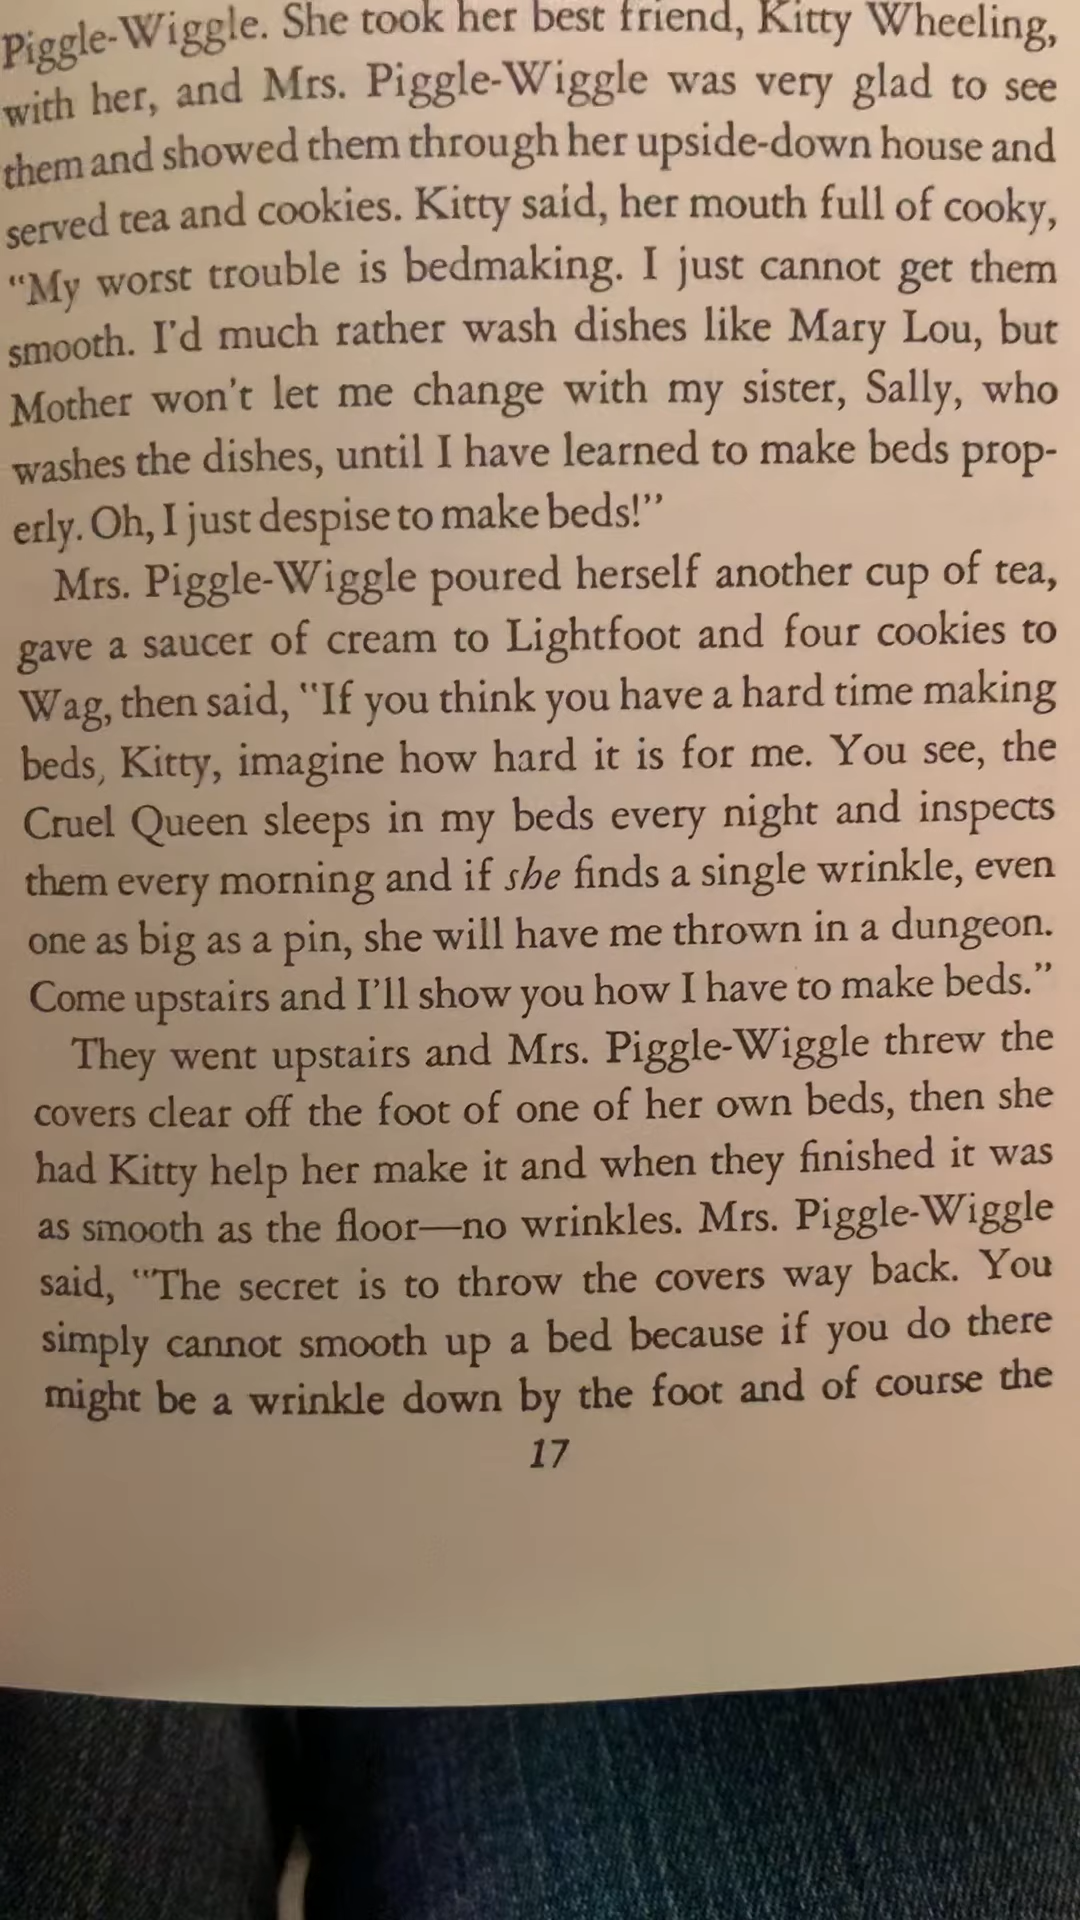 Piggle-Wiggle. She took her best friend, Kitty Wheeling,
with her, and Mrs. Piggle-Wiggle was very glad to see
them and showed them through her upside-down house and
served tea and cookies. Kitty said, her mouth full of cooky,
“My worst trouble is bedmaking. I just cannot get them
smooth. I'd much rather wash dishes like Mary Lou, but
Mother won't let me change with my sister, Sally, who
washes the dishes, until I have learned to make beds prop-
erly. Oh, I just despise to make beds!”
Mrs. Piggle-Wiggle poured herself another cup of tea,
gave a saucer of cream to Lightfoot and four cookies to
Wag, then said, “If you think you have a hard time making
beds, Kitty, imagine how hard it is for me. You see, the
Cruel Queen sleeps in my beds every night and inspects
them every morning and if she finds a single wrinkle, even
one as big as a pin, she will have me thrown in a dungeon.
Come upstairs and I'll show you how I have to make beds.”
They went upstairs and Mrs. Piggle-Wiggle threw the
covers clear off the foot of one of her own beds, then she
had Kitty help her make it and when they finished it was
as smooth as the floor—no wrinkles. Mrs. Piggle-Wiggle
said, “The secret is to throw the covers way back. You
simply cannot smooth up a bed because if you do there
might be a wrinkle down by the foot and of course the
17